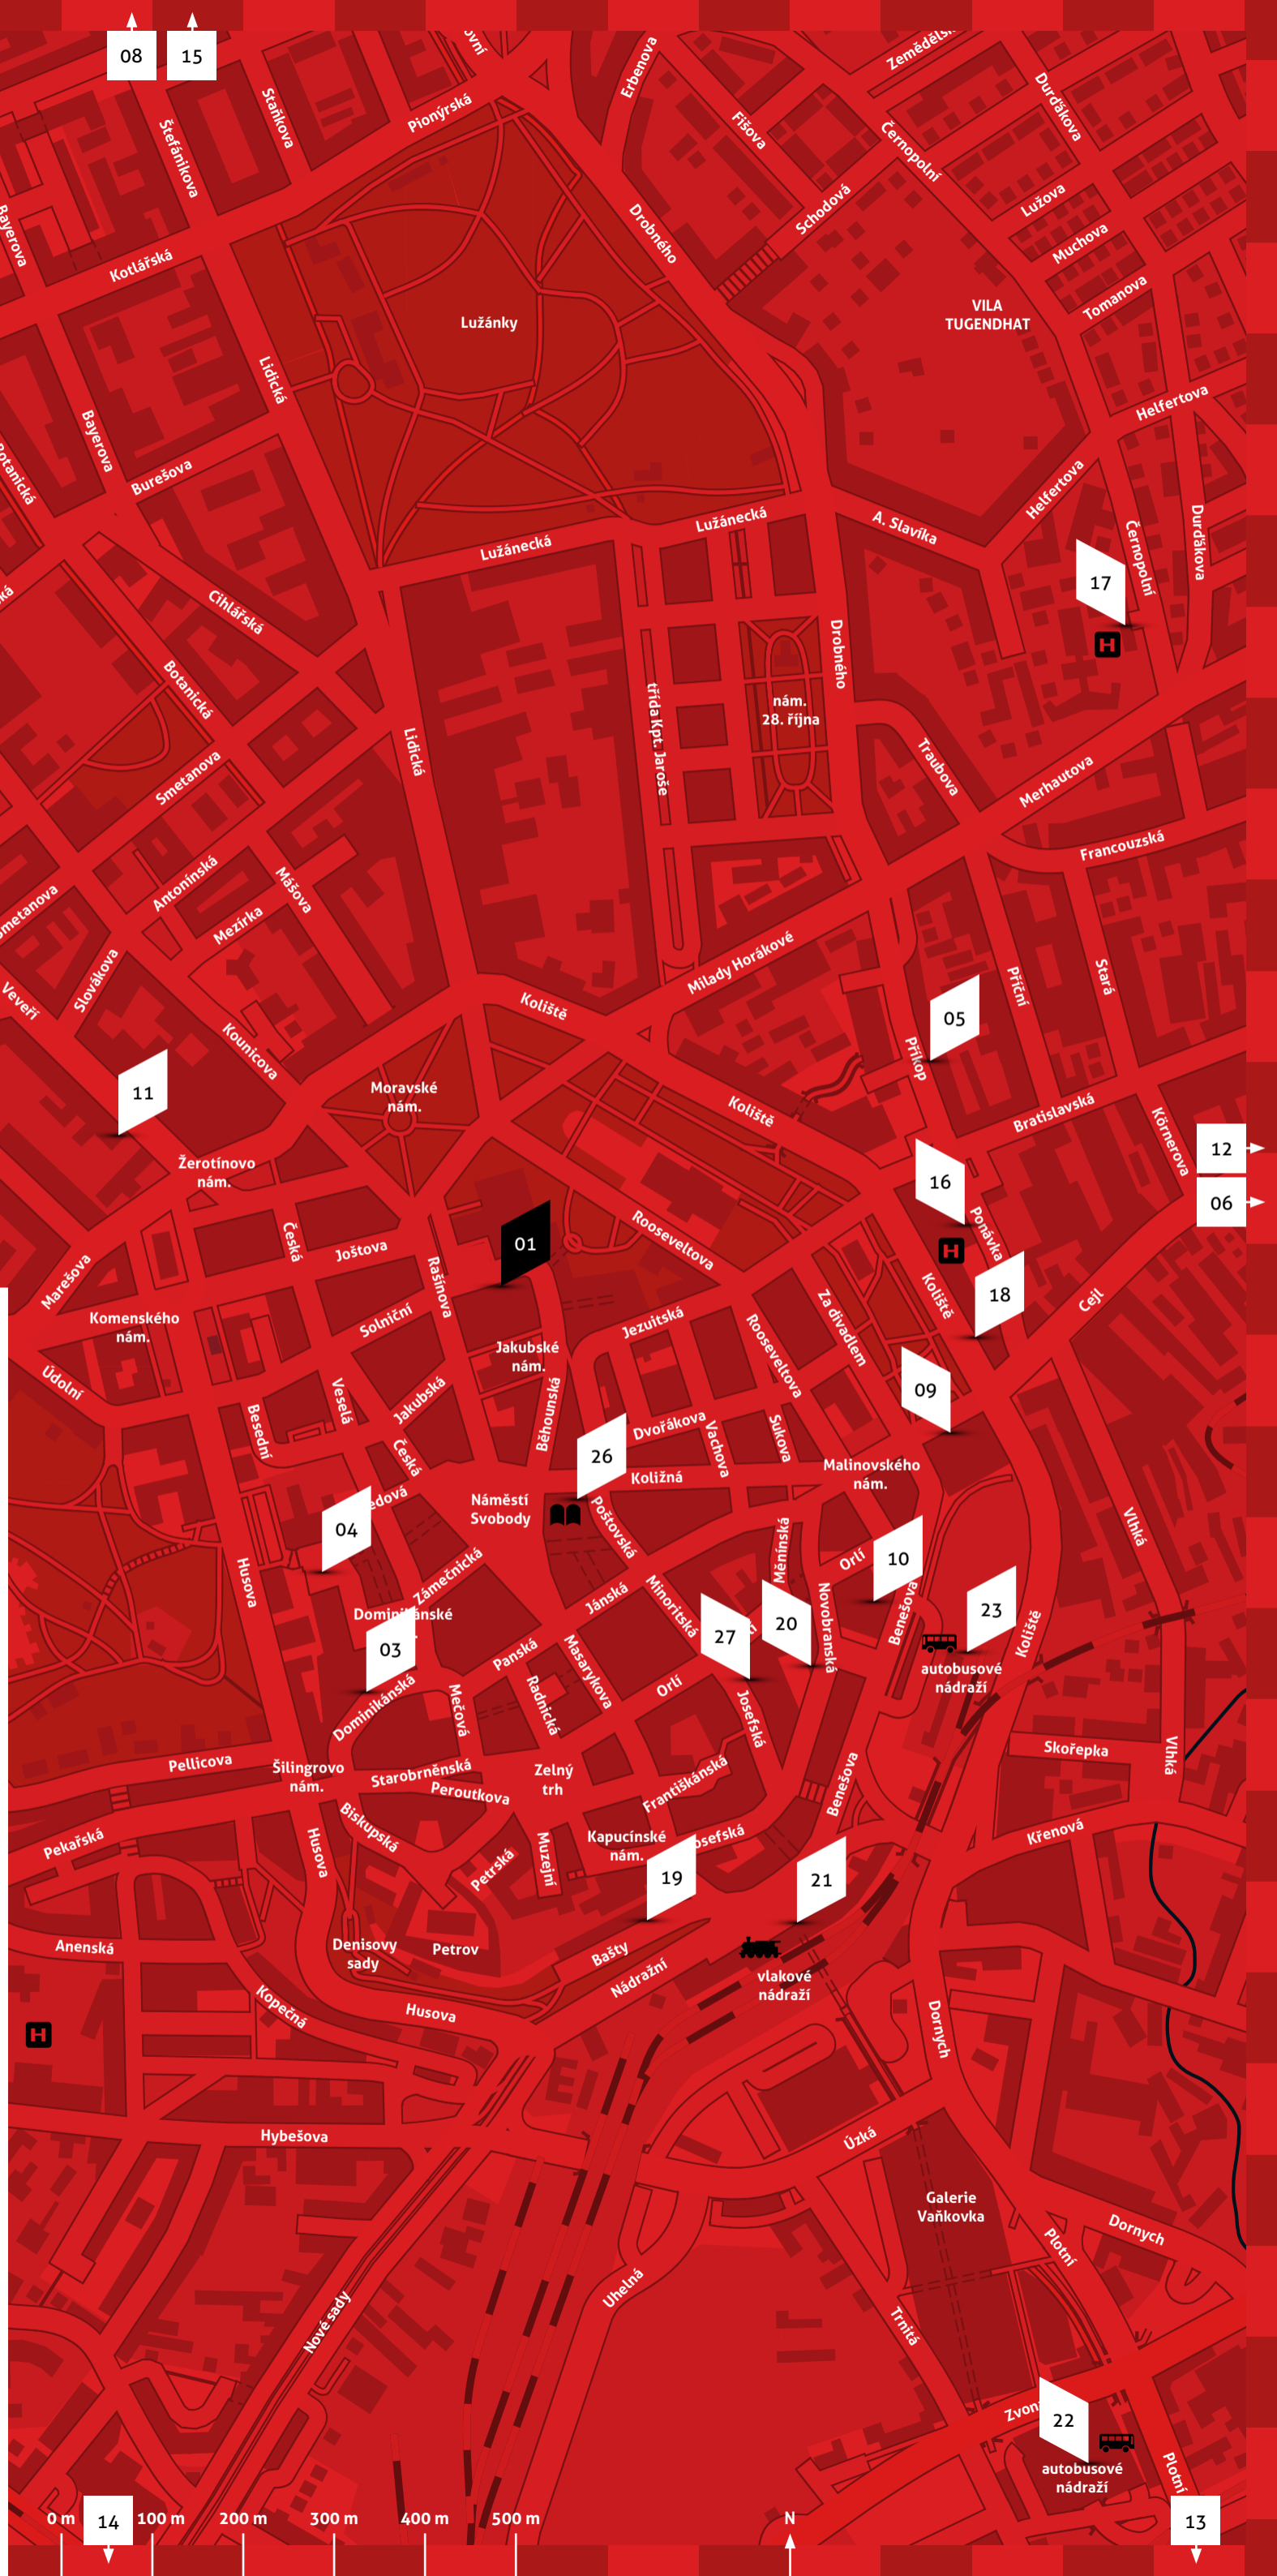 08
15
Štefánikova
Staňkova
Pionýrská
Erbenova
Fišova
Zemědělsk
Durďákova
Černopolní
Schodová
Lužova
Muchova
Tomanova
Bayerova
Kotlářská
Drobného
Lužánky
VILA
TUGENDHAT
Lidická
Helfertova
Bayerova
Burešova
Botanická
Helfertova
Lužánecká
Lužánecká
A. Slavíka
Černopolní
Durďákova
17
H
Cihlářská
Botanická
Drobného
třída Kpt. Jaroše
nám.
28. října
Lidická
Smetanova
Traubova
Merhautova
Francouzská
Antonínská
Mášova
Mezírka
Smetanova
Slovákova
Veveří
Milady Horákové
Koliště
Příční
Stará
05
Příkop
Kounicova
11
Moravské
nám.
Koliště
Bratislavská
Körnerova
12
06
Žerotínovo
nám.
16
H
Ponávka
Česká
Joštova
01
Rooseveltova
Marešova
Rašínova
Koliště
18
Cejl
Komenského
nám.
Solniční
Jezuitská
Za divadlem
Rooseveltova
Jakubské
nám.
Údolní
Veselá
Jakubská
09
Besední
Česká
Běhounská
26
Dvořákova
Vachova
Sukova
Koližná
Malinovského
nám.
Náměstí
Svobody
04
edová
Poštovská
Vlhká
Měnínská
Orlí
10
Husova
Zámečnická
Jánská
Minoritská
Novobranská
Benešova
23
Koliště
Dominikánské
03
27
20
autobusové
nádraží
Panská
Masarykova
Orlí
Dominikánská
Mečová
Radnická
Josefská
Pellicova
Šilingrovo
nám.
Starobrněnská
Peroutkova
Zelný
trh
Františkánská
Benešova
Skořepka
Vlhká
Biskupská
Pekařská
Husova
Petrská
Muzejní
Kapucínské
nám.
osefská
Křenová
19
21
Anenská
Denisovy
sady
Petrov
Bašty
Nádražní
vlakové
nádraží
Kopečná
Husova
H
Dornych
Hybešova
Úzká
Galerie
Vaňkovka
Dornych
Plotní
Uhelná
Nové sady
Trnitá
22
autobusové
nádraží
Plotní
0 m
14
100 m
200 m
300 m
400 m
500 m
N
13